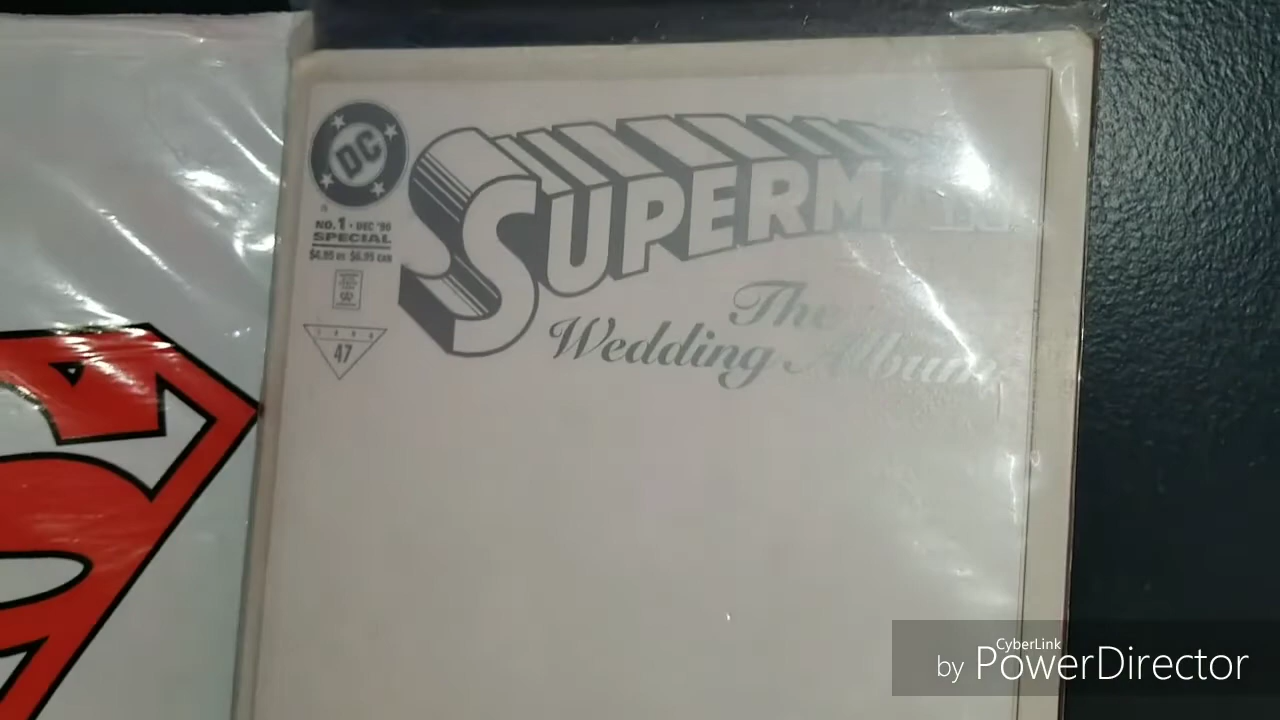 DC
SUPERMAN
NO. 1 • DEC '96
SPECIAL
$4.95 US $6.95 CAN
The
Wedding Album
1996
47
CyberLink
by PowerDirector